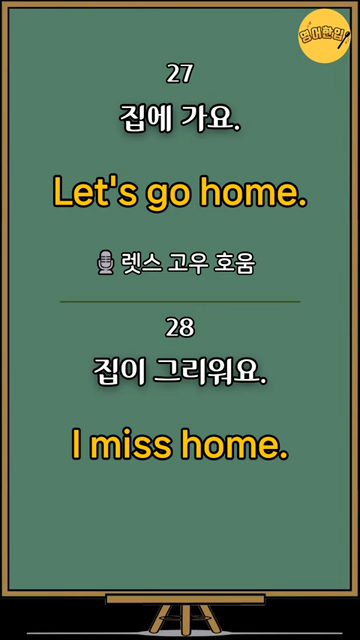 영어한입
27
집에 가요.
Let's go home.
렛스 고우 호움
28
집이 그리워요.
I miss home.